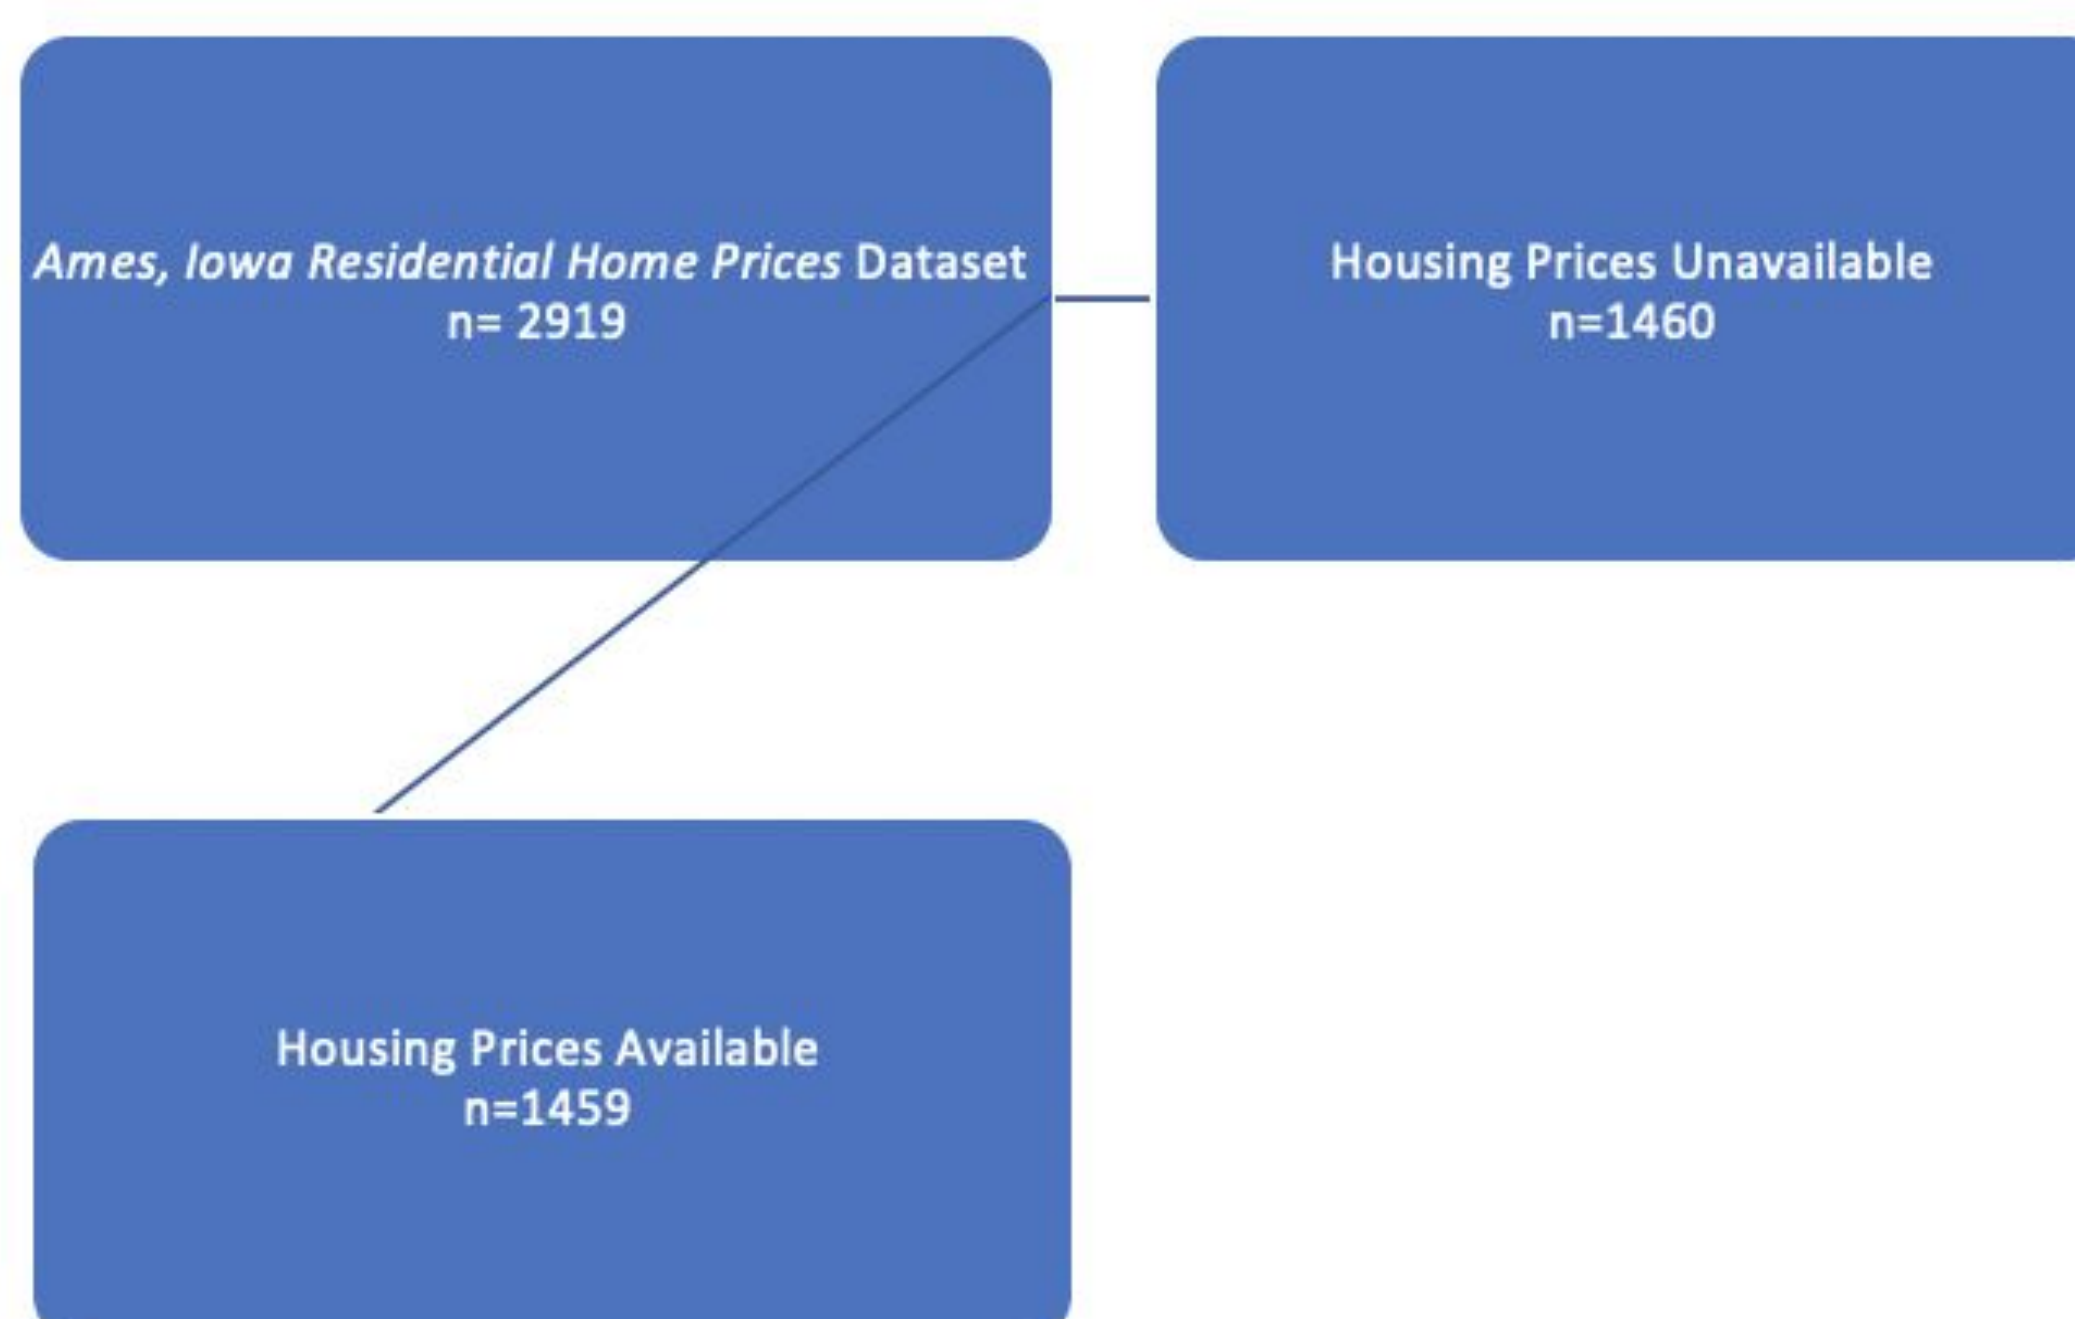 Ames, Iowa Residential Home Prices Dataset
n= 2919
Housing Prices Unavailable
n=1460
Housing Prices Available
n=1459